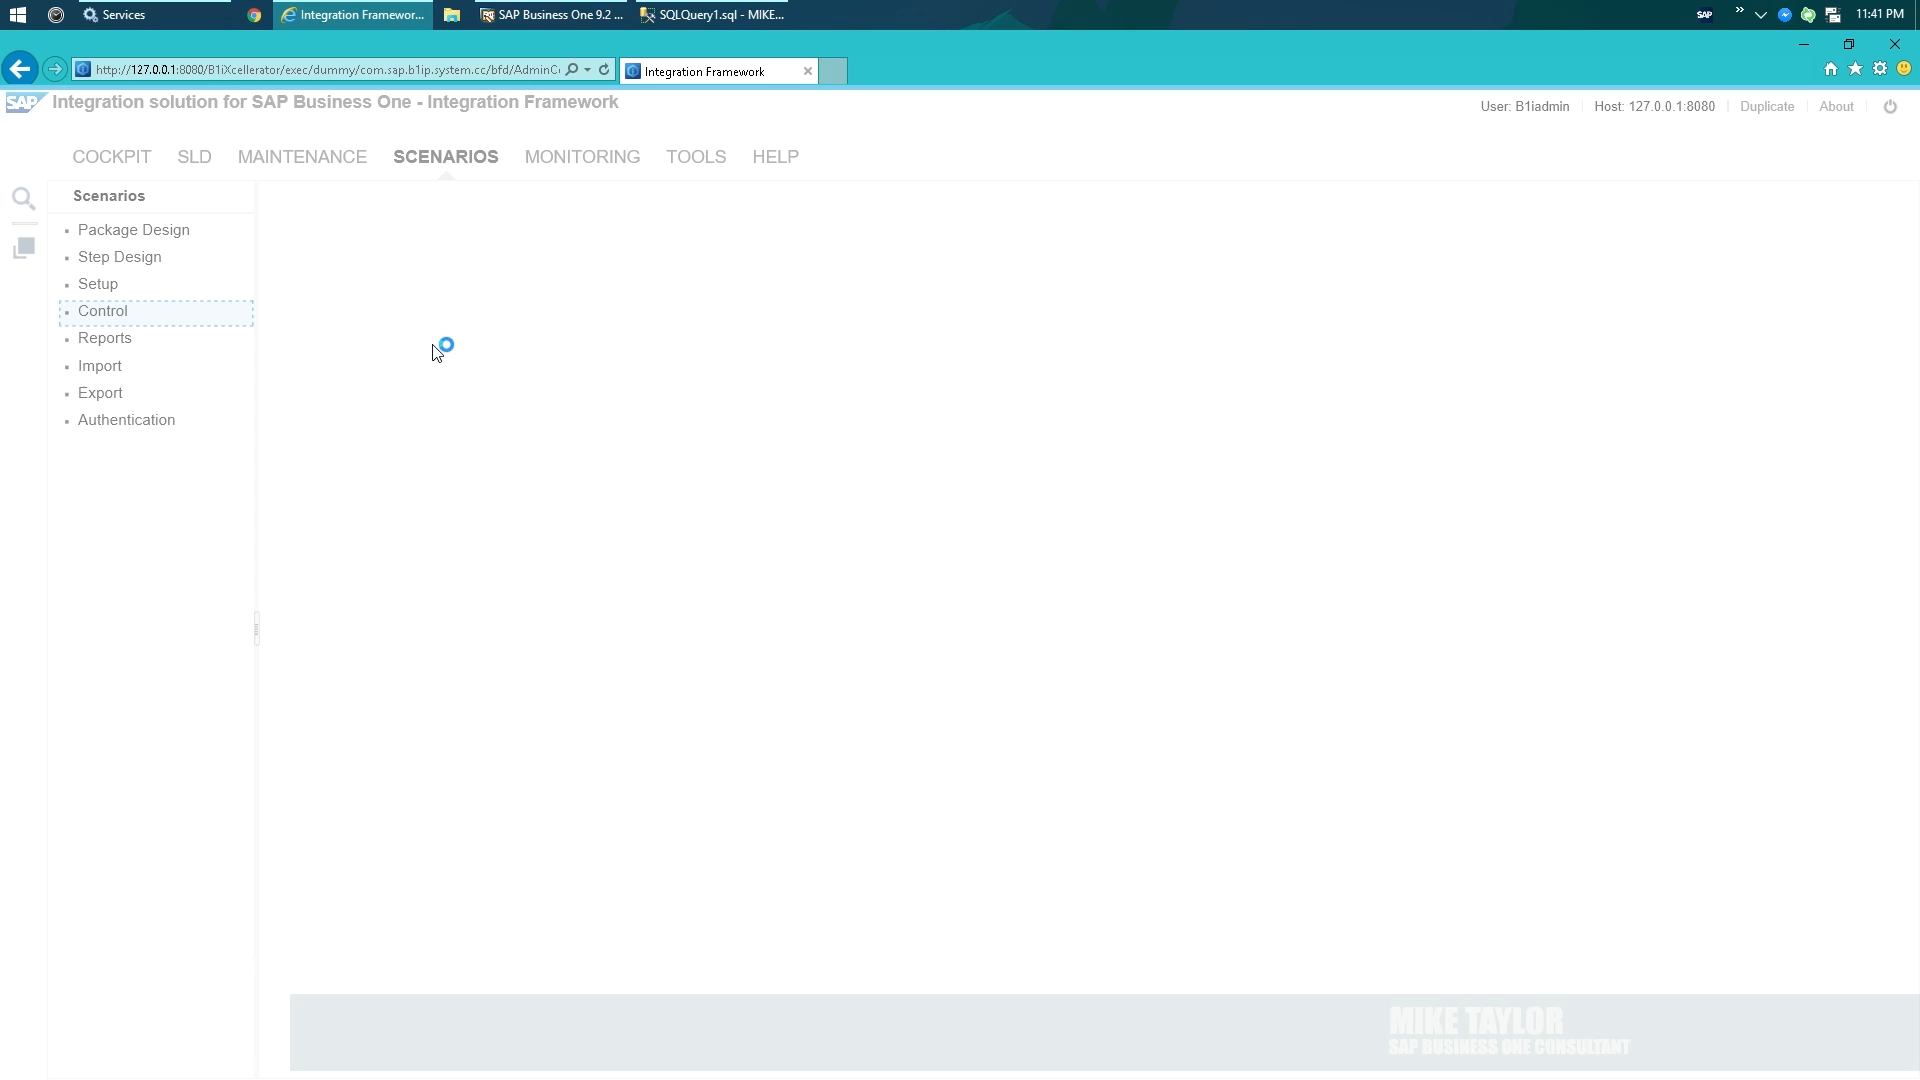 Services
Integration Framewor...
SAP Business One 9.2 ...
SQLQuery1.sql - MIKE...
SAP
»
11:41 PM
http://127.0.0.1:8080/B1iXcellerator/exec/dummy/com.sap.b1ip.system.cc/bfd/AdminC
Integration Framework
SAP
Integration solution for SAP Business One - Integration Framework
User: B1iadmin
Host: 127.0.0.1:8080
Duplicate
About
COCKPIT
SLD
MAINTENANCE
SCENARIOS
MONITORING
TOOLS
HELP
Scenarios
Package Design
Step Design
Setup
Control
Reports
Import
Export
Authentication
MIKE TAYLOR
SAP BUSINESS ONE CONSULTANT